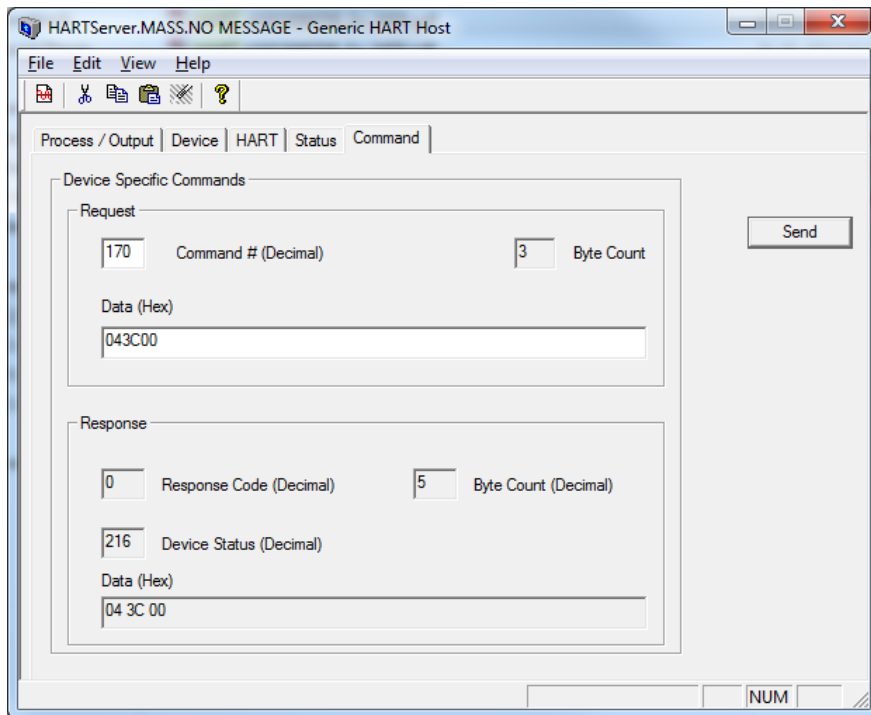 HARTServer.MASS.NO MESSAGE - Generic HART Host
File Edit View Help
Process / Output Device HART Status Command
Device Specific Commands
Request
170 Command # (Decimal) 3 Byte Count
Send
Data (Hex)
043C00
Response
0 Response Code (Decimal) 5 Byte Count (Decimal)
216 Device Status (Decimal)
Data (Hex)
04 3C 00
NUM